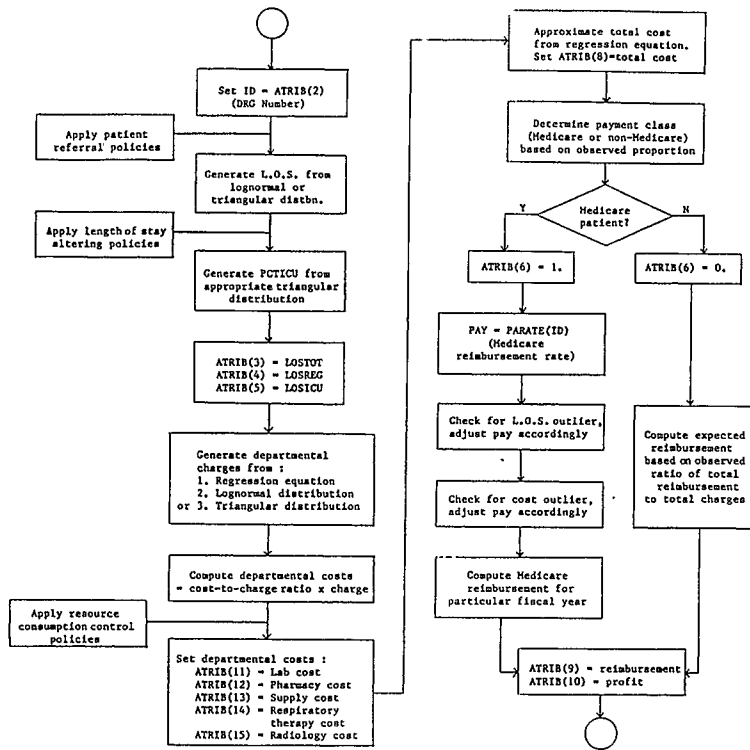 Set ID = ATRIB(2)
(DRG Number)
Apply patient
referral policies
Generate L.O.S. from
lognormal or
triangular distbn.
Apply length of stay
altering policies
Generate PCTICU from
appropriate triangular
distribution
ATRIB(3) = LOSTOT
ATRIB(4) = LOSREG
ATRIB(5) = LOSICU
Generate departmental
charges from :
1. Regression equation
2. Lognormal distribution
or 3. Triangular distribution
Compute departmental costs
= cost-to-charge ratio x charge
Apply resource
consumption control
policies
Set departmental costs :
ATRIB(11) = Lab cost
ATRIB(12) = Pharmacy cost
ATRIB(13) = Supply cost
ATRIB(14) = Respiratory
therapy cost
ATRIB(15) = Radiology cost
Approximate total cost
from regression equation.
Set ATRIB(8)=total cost
Determine payment class
(Medicare or non-Medicare)
based on observed proportion
Medicare
patient?
Y
N
ATRIB(6) = 1.
ATRIB(6) = 0.
PAY = PARATE(ID)
(Medicare
reimbursement rate)
Check for L.O.S. outlier,
adjust pay accordingly
Check for cost outlier,
adjust pay accordingly
Compute Medicare
reimbursement for
particular fiscal year
Compute expected
reimbursement
based on observed
ratio of total
reimbursement
to total charges
ATRIB(9) = reimbursement
ATRIB(10) = profit